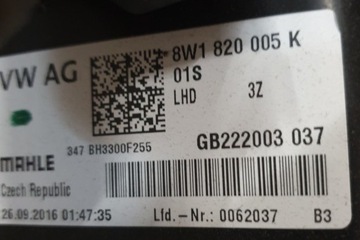 8W1 820 005 K
VW AG
01S
LHD 3Z
347 BH3300F255
GB222003 037
MAHLE
Czech Republic
26.09.2016 01:47:35 Lfd.-Nr.: 0062037 B3